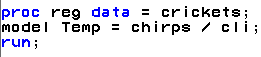 proc reg data = crickets;
model Temp = chirps / cli;
run;